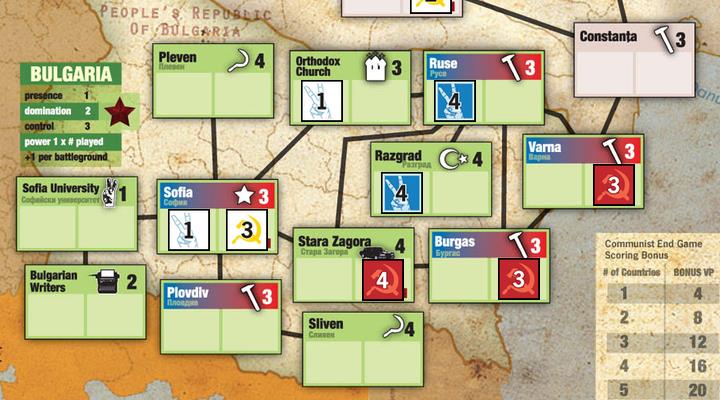 PEOPLE'S REPUBLIC
OF BULGARIA
Constanța 3
Pleven 4
Плевен
Orthodox
Church 3
1
Ruse 3
Русе
4
BULGARIA
presence 1
domination 2
control 3
power 1 x # played
+1 per battleground
Razgrad 4
Разград
4
Varna 3
Варна
3
Sofia University 1
Софийски университет
Sofia 3
София
1 3
Stara Zagora 4
Стара Загора
4
Burgas 3
Бургас
3
Bulgarian
Writers 2
Plovdiv 3
Пловдив
Sliven 4
Сливен
Communist End Game
Scoring Bonus
# of Countries BONUS VP
1 4
2 8
3 12
4 16
5 20